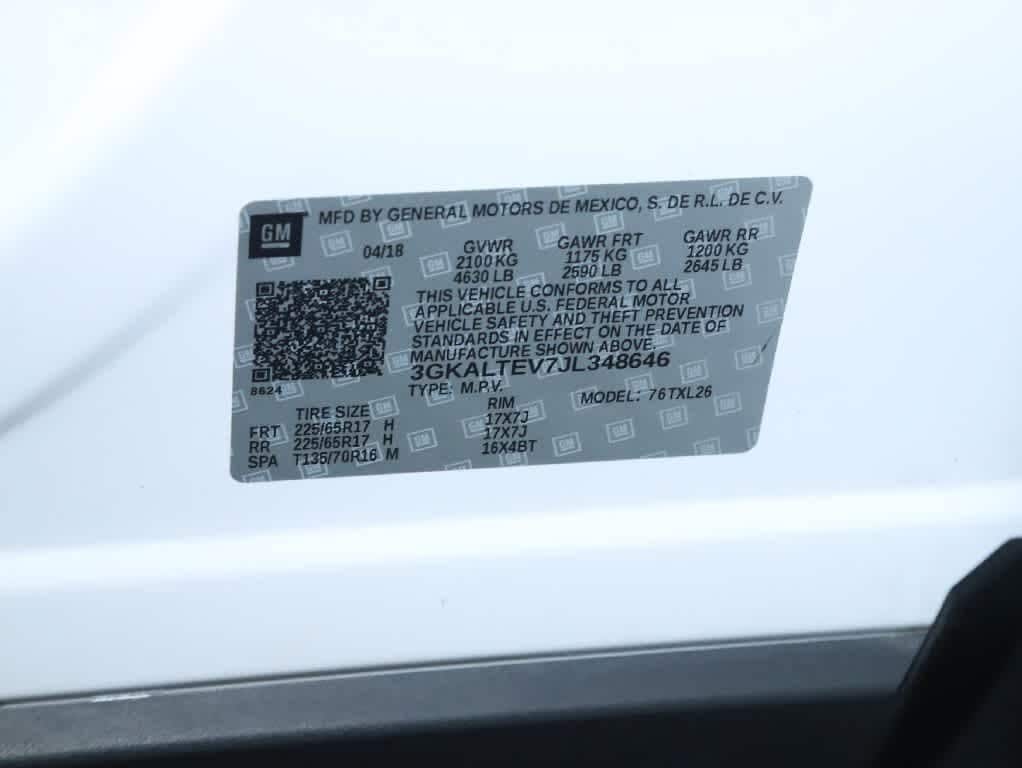 GM MFD BY GENERAL MOTORS DE MEXICO, S. DE R.L. DE C.V.
04/18 GVWR GAWR FRT GAWR RR
2100 KG 1175 KG 1200 KG
4630 LB 2590 LB 2645 LB
THIS VEHICLE CONFORMS TO ALL
APPLICABLE U.S. FEDERAL MOTOR
VEHICLE SAFETY AND THEFT PREVENTION
STANDARDS IN EFFECT ON THE DATE OF
MANUFACTURE SHOWN ABOVE.
3GKALTEV7JL348646
8624 TYPE: M.P.V. MODEL: 76TXL26
TIRE SIZE RIM
FRT 225/65R17 H 17X7J
RR 225/65R17 H 17X7J
SPA T135/70R16 M 16X4BT